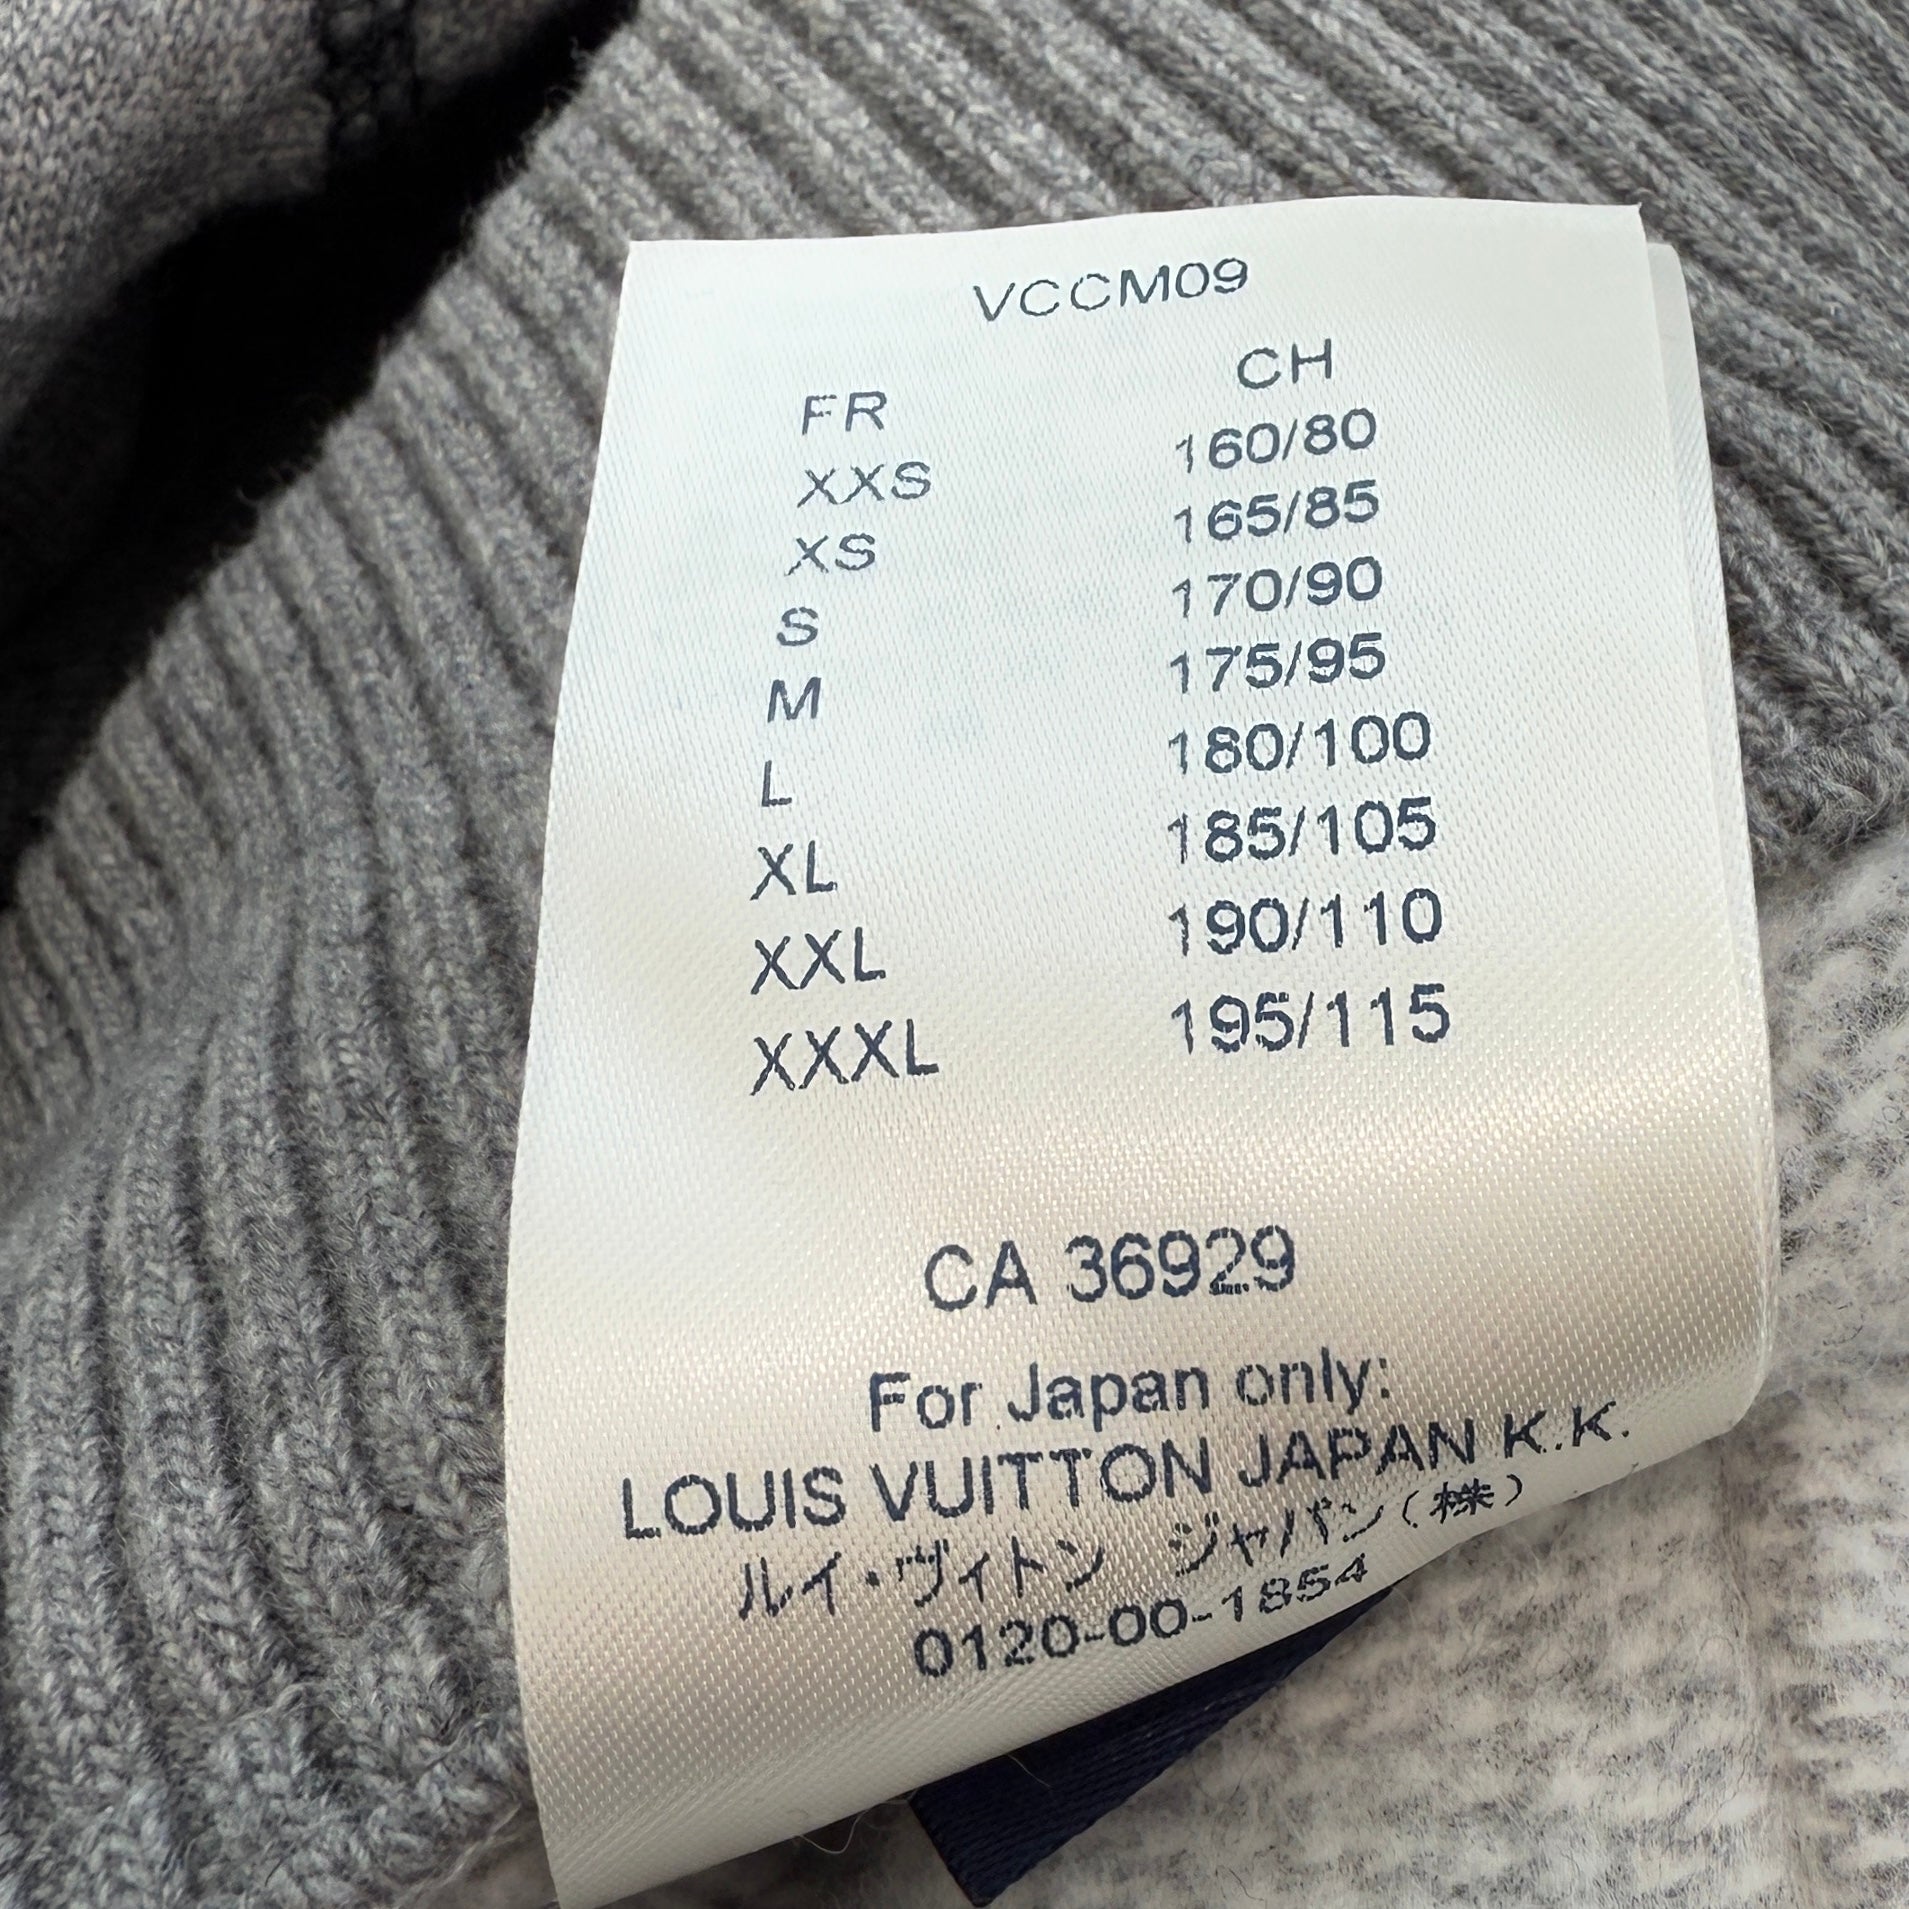 VCCM09
FR CH
XXS 160/80
XS 165/85
S 170/90
M 175/95
L 180/100
XL 185/105
XXL 190/110
XXXL 195/115
CA 36929
For Japan only:
LOUIS VUITTON JAPAN K.K.
ルイ・ヴィトン ジャパン(株)
0120-00-1854